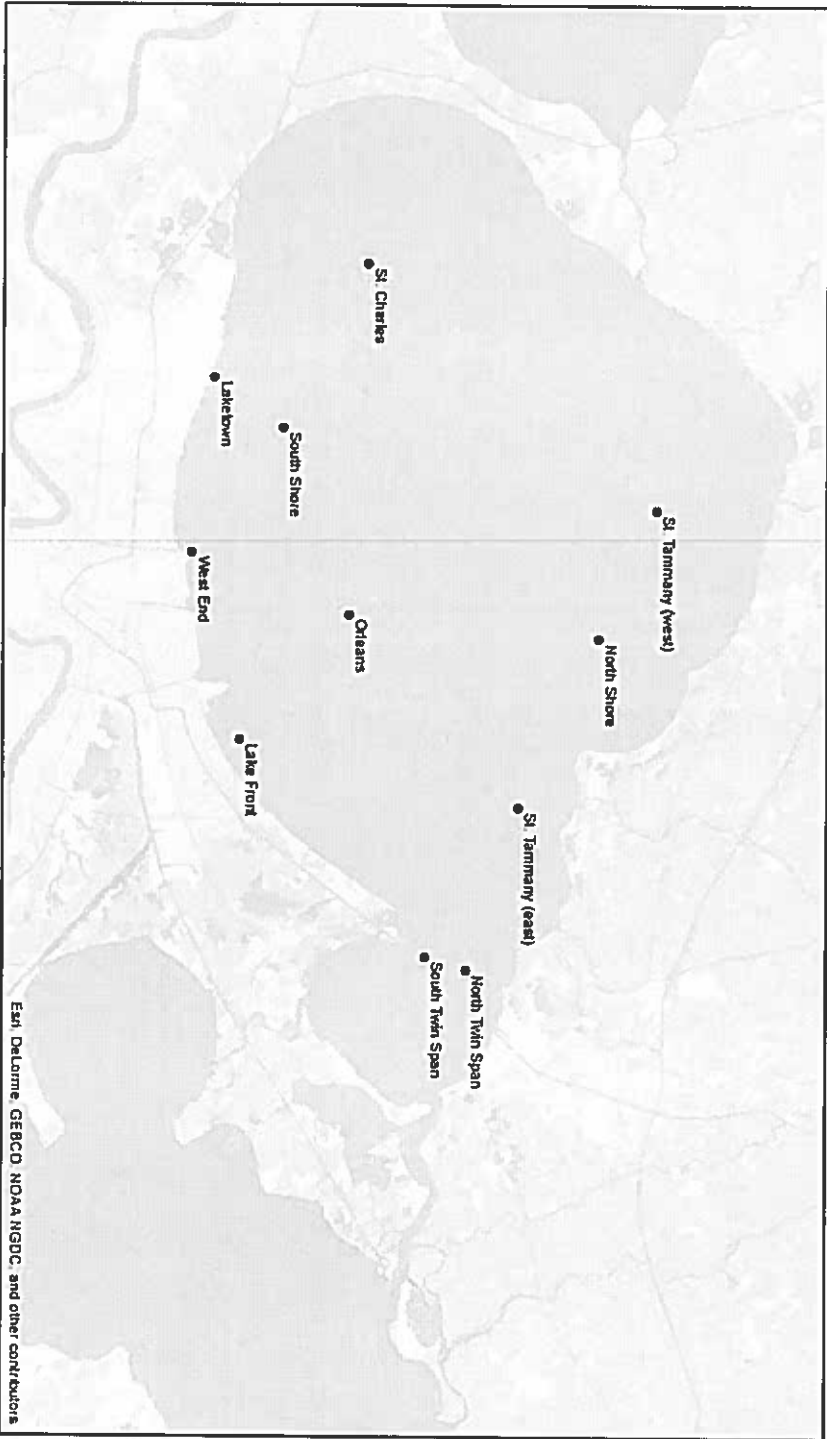 St. Tammany (west)
North Shore
St. Tammany (east)
North Twin Span
South Twin Span
St. Charles
Orleans
South Shore
Lake Front
Laketown
West End
Esri, DeLorme, GEBCO, NOAA NGDC, and other contributors